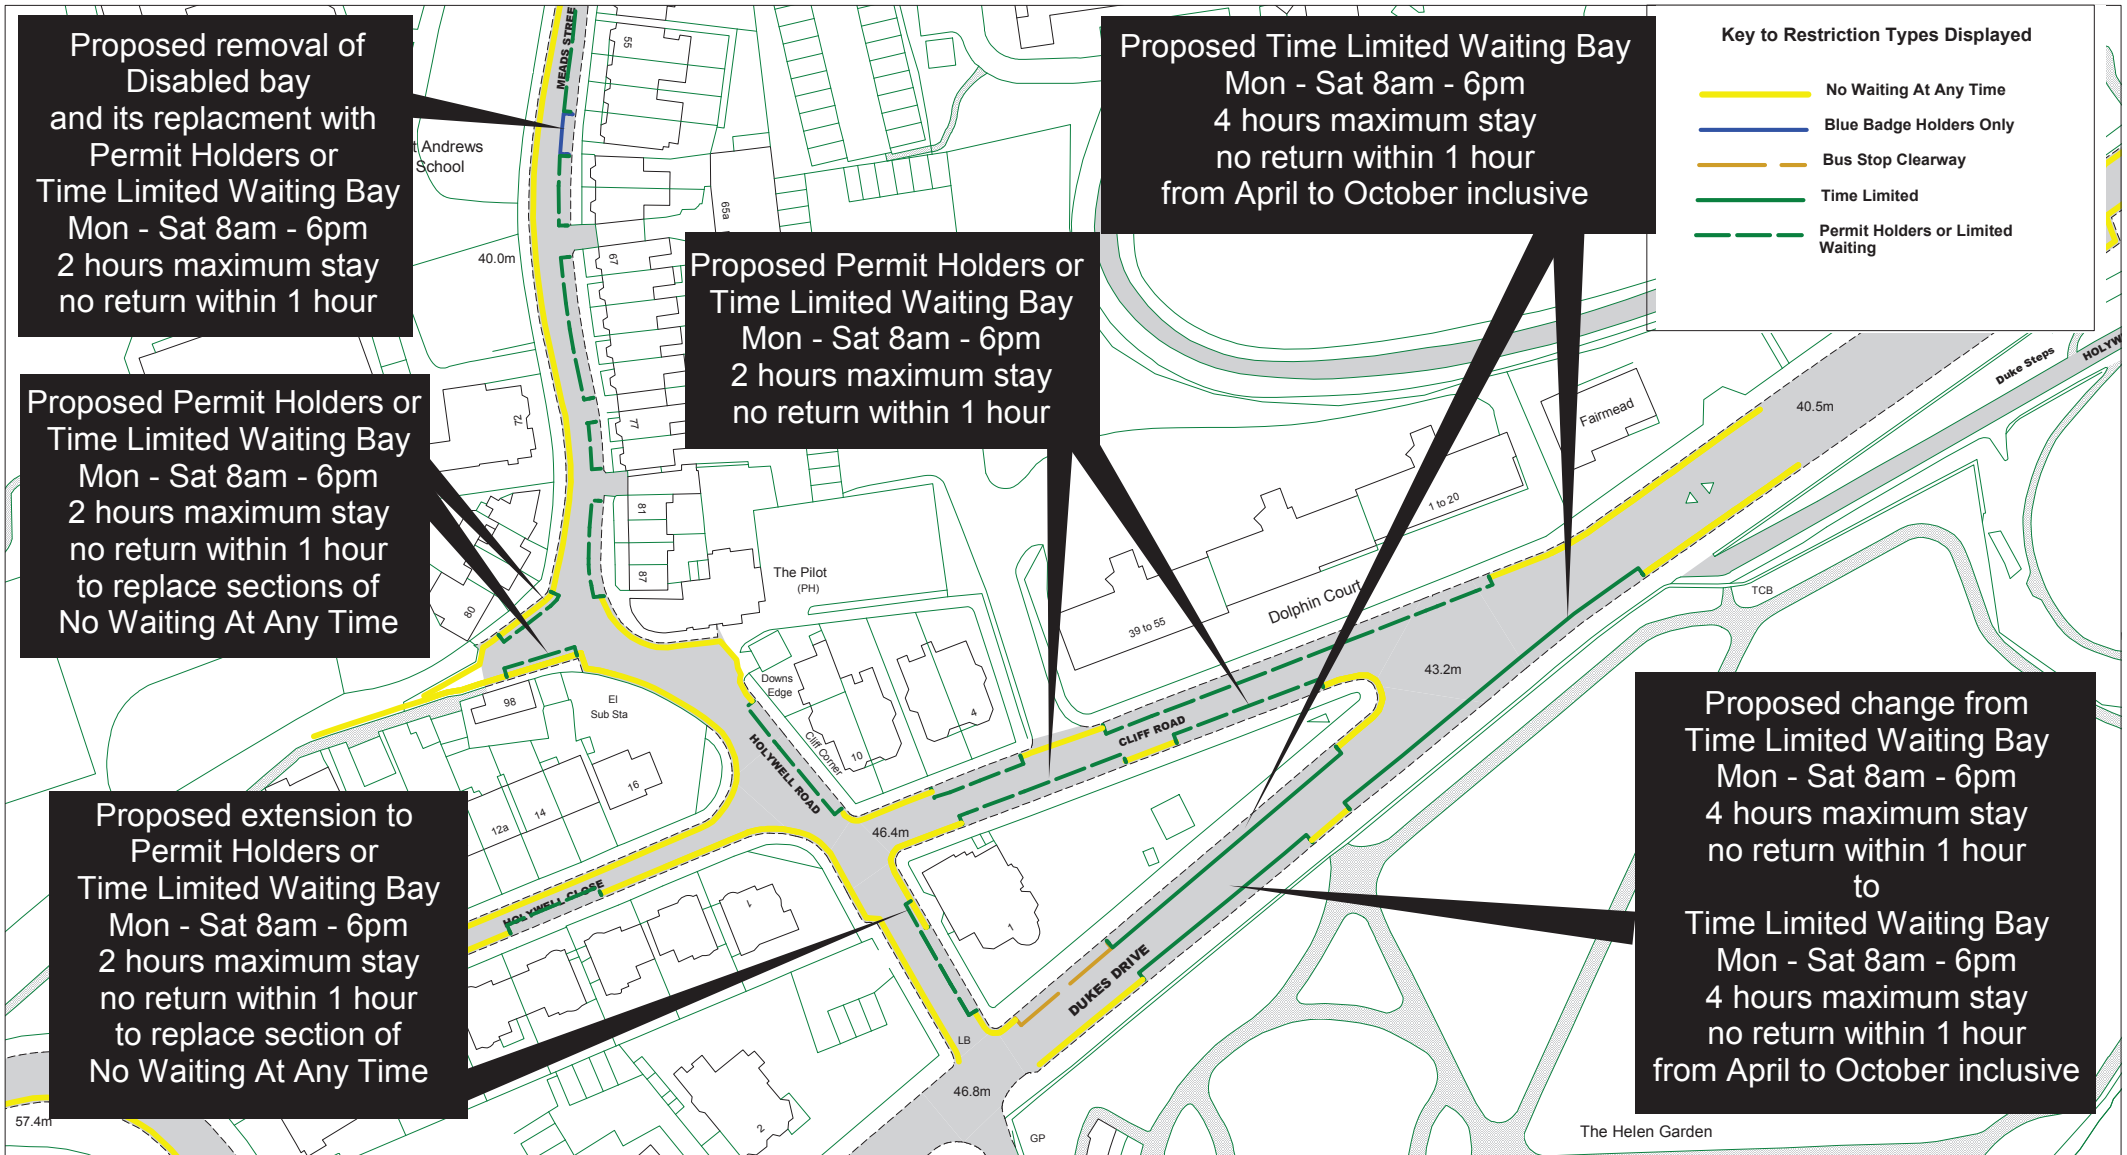 Proposed removal of
Disabled bay
and its replacment with
Permit Holders or
Time Limited Waiting Bay
Mon - Sat 8am - 6pm
2 hours maximum stay
no return within 1 hour
Proposed Permit Holders or
Time Limited Waiting Bay
Mon - Sat 8am - 6pm
2 hours maximum stay
no return within 1 hour
to replace sections of
No Waiting At Any Time
Proposed extension to
Permit Holders or
Time Limited Waiting Bay
Mon - Sat 8am - 6pm
2 hours maximum stay
no return within 1 hour
to replace section of
No Waiting At Any Time
Proposed Permit Holders or
Time Limited Waiting Bay
Mon - Sat 8am - 6pm
2 hours maximum stay
no return within 1 hour
Proposed Time Limited Waiting Bay
Mon - Sat 8am - 6pm
4 hours maximum stay
no return within 1 hour
from April to October inclusive
Key to Restriction Types Displayed
No Waiting At Any Time
Blue Badge Holders Only
Bus Stop Clearway
Time Limited
Permit Holders or Limited
Waiting
Proposed change from
Time Limited Waiting Bay
Mon - Sat 8am - 6pm
4 hours maximum stay
no return within 1 hour
to
Time Limited Waiting Bay
Mon - Sat 8am - 6pm
4 hours maximum stay
no return within 1 hour
from April to October inclusive
MEADS STREE
55
t Andrews
School
65a
40.0m
67
72
77
81
87
80
The Pilot
(PH)
98
El
Sub Sta
Downs
Edge
Cliff Corner
4
10
12a
14
16
HOLYWELL ROAD
HOLYWELL CLOSE
CLIFF ROAD
DUKES DRIVE
46.4m
1
1
2
LB
46.8m
GP
57.4m
39 to 55
Dolphin Court
1 to 20
Fairmead
40.5m
43.2m
Duke Steps
HOLYW
TCB
The Helen Garden